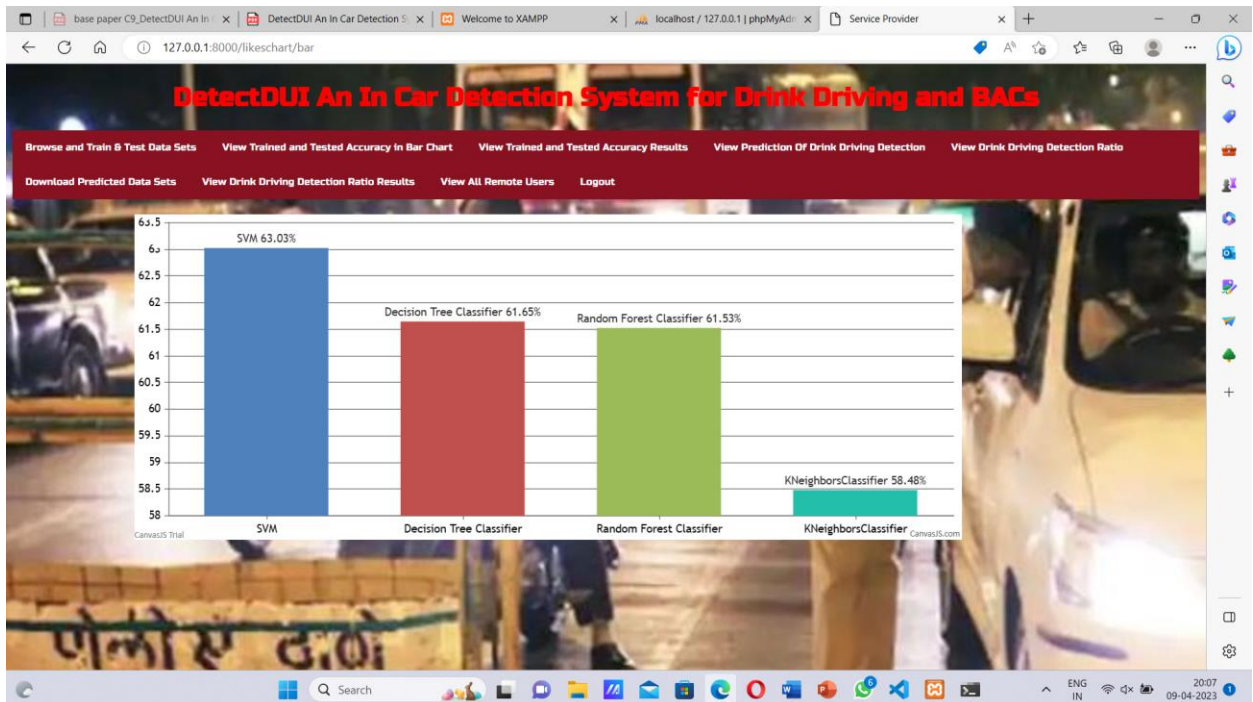 base paper C9_DetectDUI An In
DetectDUI An In Car Detection Sy
Welcome to XAMPP
localhost / 127.0.0.1 | phpMyAdm
Service Provider
127.0.0.1:8000/likeschart/bar
DetectDUI An In Car Detection System for Drink Driving and BACs
Browse and Train & Test Data Sets View Trained and Tested Accuracy in Bar Chart View Trained and Tested Accuracy Results View Prediction Of Drink Driving Detection View Drink Driving Detection Ratio
Download Predicted Data Sets View Drink Driving Detection Ratio Results View All Remote Users Logout
63.5
63
62.5
62
61.5
61
60.5
60
59.5
59
58.5
58
SVM 63.03%
Decision Tree Classifier 61.65%
Random Forest Classifier 61.53%
KNeighborsClassifier 58.48%
SVM
Decision Tree Classifier
Random Forest Classifier
KNeighborsClassifier
CanvasJS Trial
CanvasJS.com
Search
6
ENG
IN
20:07
09-04-2023
1